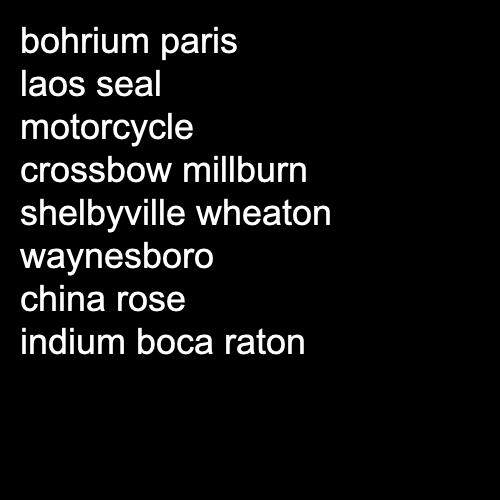 bohrium paris
laos seal
motorcycle
crossbow millburn
shelbyville wheaton
waynesboro
china rose
indium boca raton